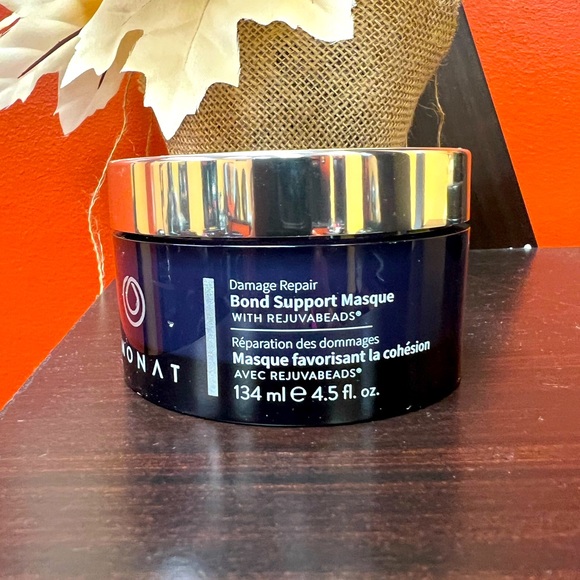 MONAT
Damage Repair
Bond Support Masque
WITH REJUVABEADS®
Réparation des dommages
Masque favorisant la cohésion
AVEC REJUVABEADS®
134 ml ℮ 4.5 fl. oz.